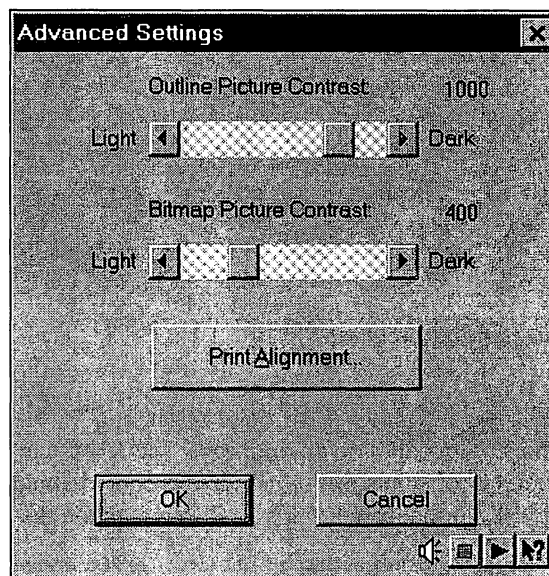 Advanced Settings
Outline Picture Contrast: 1000
Light Dark
Bitmap Picture Contrast: 400
Light Dark
Print Alignment...
OK Cancel
?